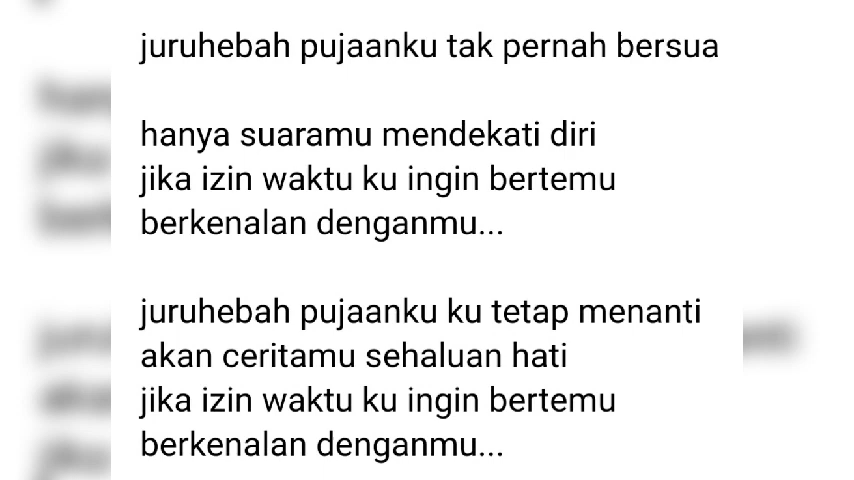 juruhebah pujaanku tak pernah bersua
hanya suaramu mendekati diri
jika izin waktu ku ingin bertemu
berkenalan denganmu...
juruhebah pujaanku ku tetap menanti
akan ceritamu sehaluan hati
jika izin waktu ku ingin bertemu
berkenalan denganmu...